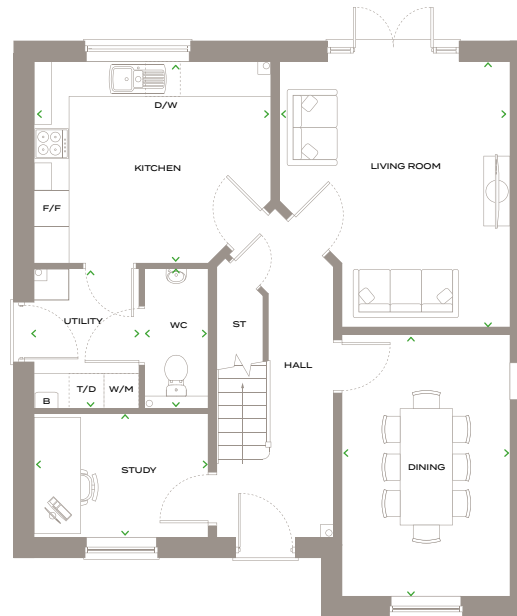 D/W
KITCHEN
LIVING ROOM
F/F
UTILITY
WC
ST
HALL
B
T/D
W/M
STUDY
DINING